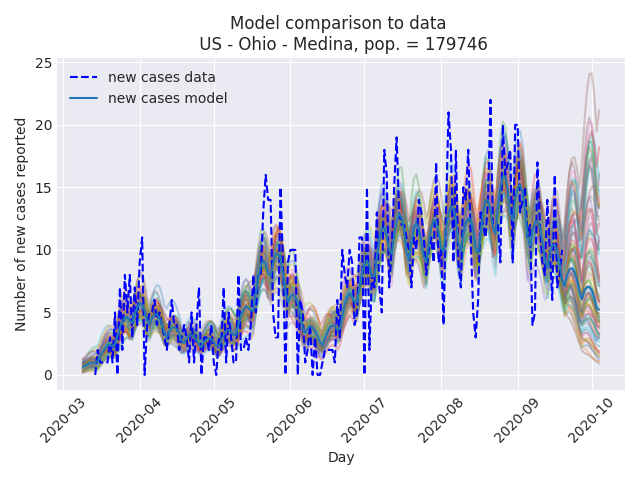 Model comparison to data
US - Ohio - Medina, pop. = 179746
25
20
15
10
5
0
Number of new cases reported
new cases data
new cases model
2020-03
2020-04
2020-05
2020-06
2020-07
2020-08
2020-09
2020-10
Day